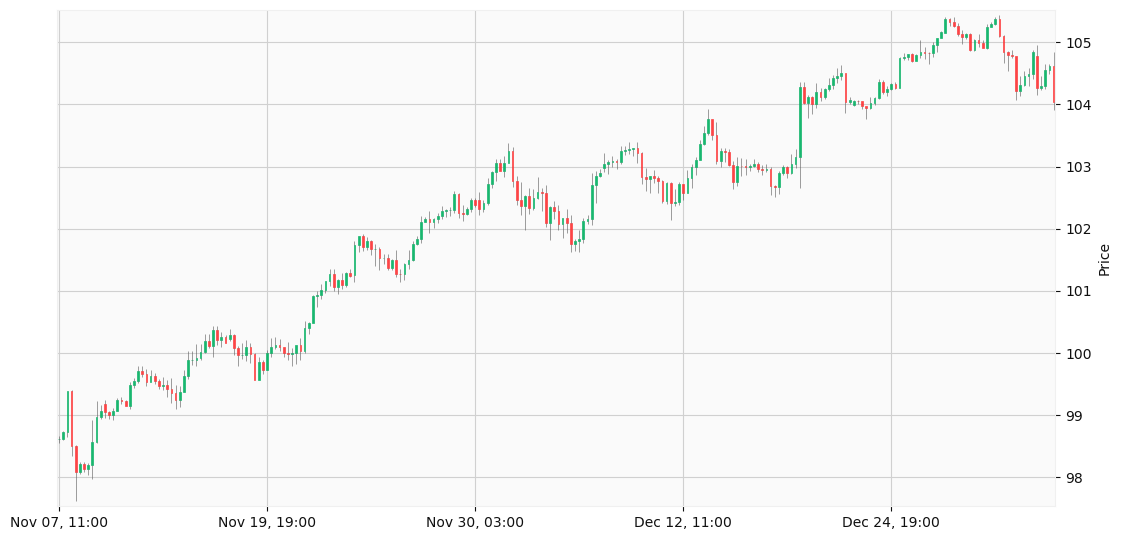 105
104
103
102
101
100
99
98
Price
Nov 07, 11:00
Nov 19, 19:00
Nov 30, 03:00
Dec 12, 11:00
Dec 24, 19:00